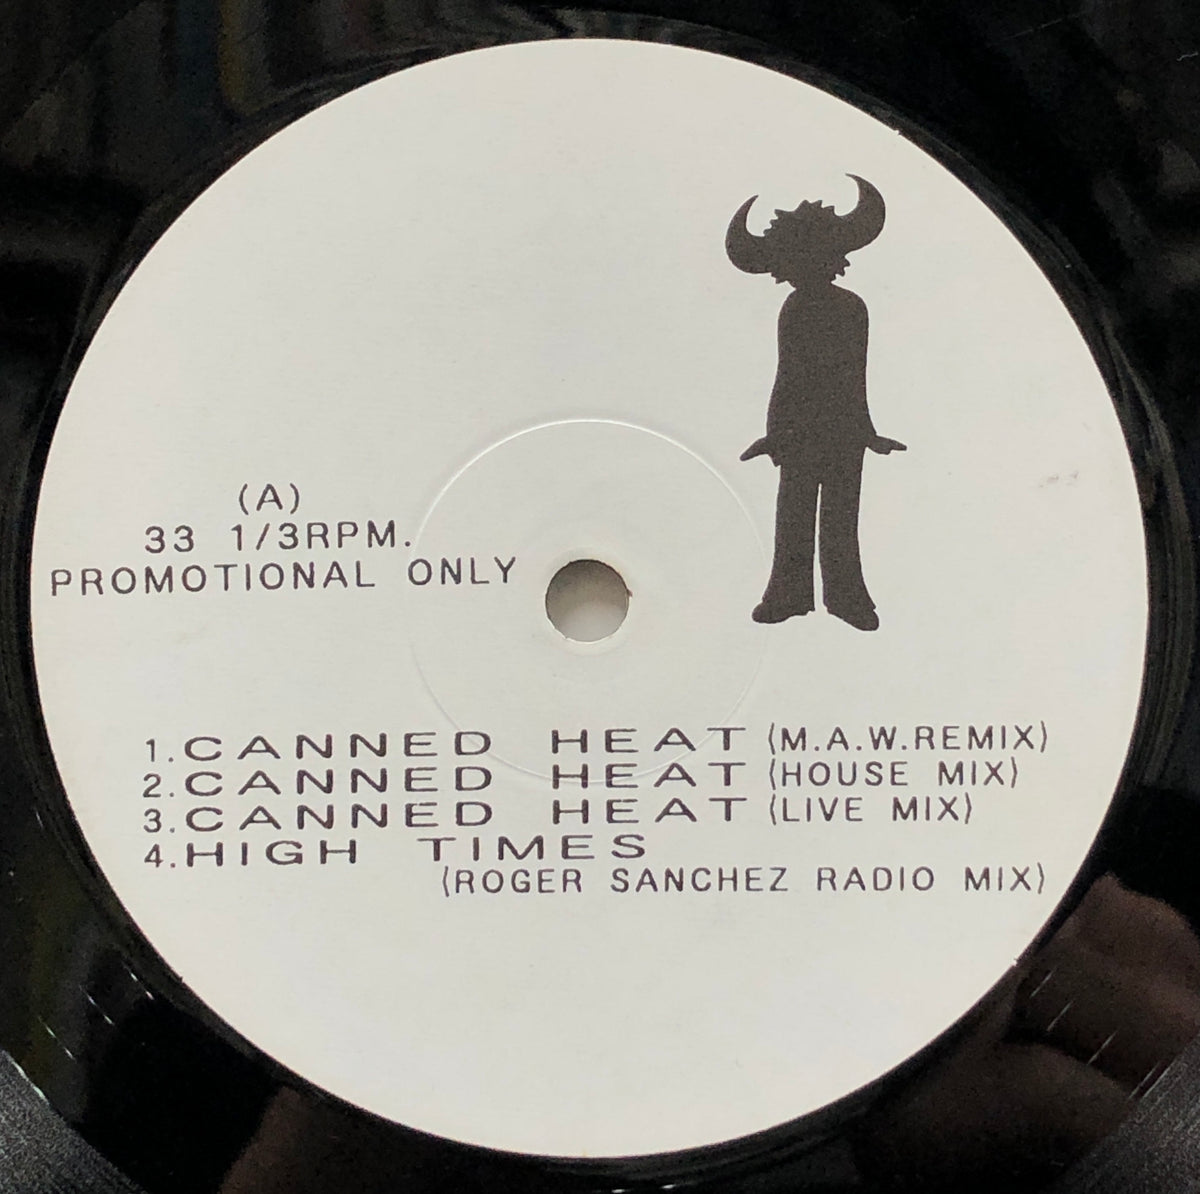 (A)
33 1/3RPM.
PROMOTIONAL ONLY
1.CANNED HEAT (M.A.W.REMIX)
2.CANNED HEAT (HOUSE MIX)
3.CANNED HEAT (LIVE MIX)
4.HIGH TIMES
(ROGER SANCHEZ RADIO MIX)